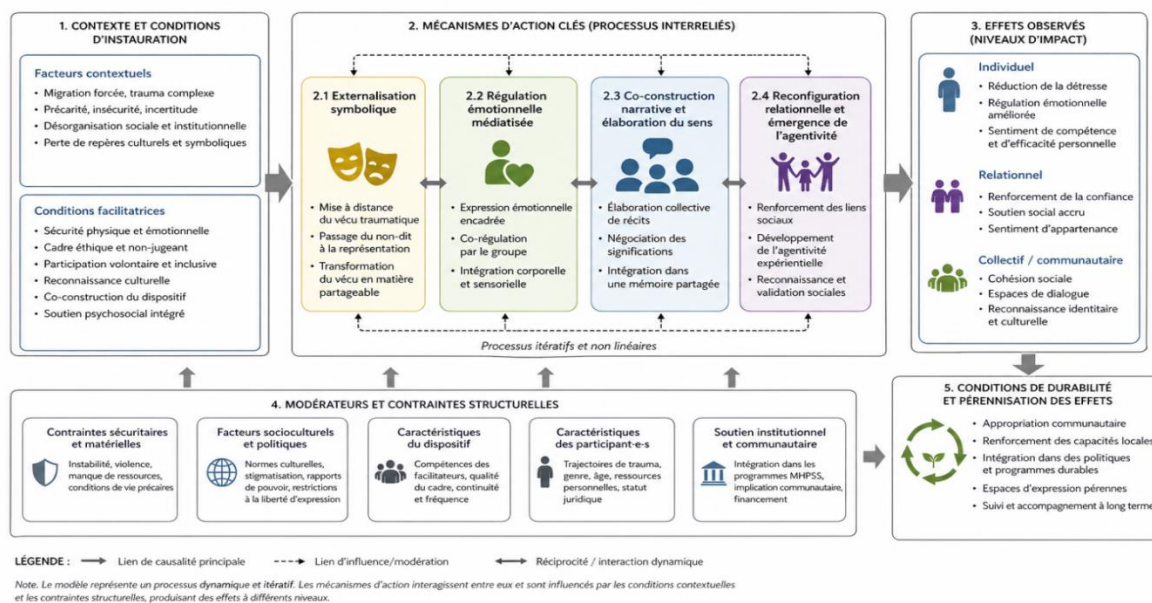 1. CONTEXTE ET CONDITIONS
D'INSTAURATION
Facteurs contextuels
• Migration forcée, trauma complexe
• Précarité, insécurité, incertitude
• Désorganisation sociale et institutionnelle
• Perte de repères culturels et symboliques
Conditions facilitatrices
• Sécurité physique et émotionnelle
• Cadre éthique et non-jugeant
• Participation volontaire et inclusive
• Reconnaissance culturelle
• Co-construction du dispositif
• Soutien psychosocial intégré
2. MÉCANISMES D'ACTION CLÉS (PROCESSUS INTERRELIÉS)
2.1 Externalisation
symbolique
• Mise à distance
du vécu traumatique
• Passage du non-dit
à la représentation
• Transformation
du vécu en matière
partageable
2.2 Régulation
émotionnelle
médiatisée
• Expression émotionnelle
encadrée
• Co-régulation
par le groupe
• Intégration corporelle
et sensorielle
2.3 Co-construction
narrative et
élaboration du sens
• Élaboration collective
de récits
• Négociation des
significations
• Intégration dans
une mémoire partagée
2.4 Reconfiguration
relationnelle et
émergence de
l'agentivité
• Renforcement des liens
sociaux
• Développement
de l'agentivité
expérientielle
• Reconnaissance et
validation sociales
Processus itératifs et non linéaires
3. EFFETS OBSERVÉS
(NIVEAUX D'IMPACT)
Individuel
• Réduction de la détresse
• Régulation émotionnelle
améliorée
• Sentiment de compétence
et d'efficacité personnelle
Relationnel
• Renforcement de la confiance
• Soutien social accru
• Sentiment d'appartenance
Collectif / communautaire
• Cohésion sociale
• Espaces de dialogue
• Reconnaissance identitaire
et culturelle
4. MODÉRATEURS ET CONTRAINTES STRUCTURELLES
Contraintes sécuritaires
et matérielles
Instabilité, violence,
manque de ressources,
conditions de vie précaires
Facteurs socioculturels
et politiques
Normes culturelles,
stigmatisation, rapports
de pouvoir, restrictions
à la liberté d'expression
Caractéristiques
du dispositif
Compétences des
facilitateurs, qualité
du cadre, continuité
et fréquence
Caractéristiques
des participant·e·s
Trajectoires de trauma,
genre, âge, ressources
personnelles, statut
juridique
Soutien institutionnel
et communautaire
Intégration dans les
programmes MHPSS,
implication communautaire,
financement
5. CONDITIONS DE DURABILITÉ
ET PÉRENNISATION DES EFFETS
• Appropriation communautaire
• Renforcement des capacités locales
• Intégration dans des politiques
et programmes durables
• Espaces d'expression pérennes
• Suivi et accompagnement à long terme
LÉGENDE :
Lien de causalité principale
Lien d'influence/modération
Réciprocité / interaction dynamique
Note. Le modèle représente un processus dynamique et itératif. Les mécanismes d'action interagissent entre eux et sont influencés par les conditions contextuelles
et les contraintes structurelles, produisant des effets à différents niveaux.